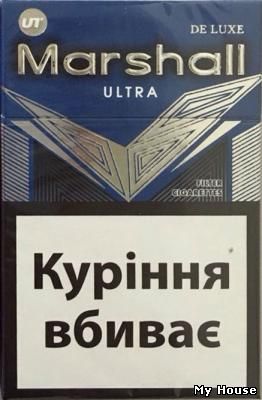 UT
DE LUXE
Marshall
ULTRA
FILTER
CIGARETTES
Куріння
вбиває
My House